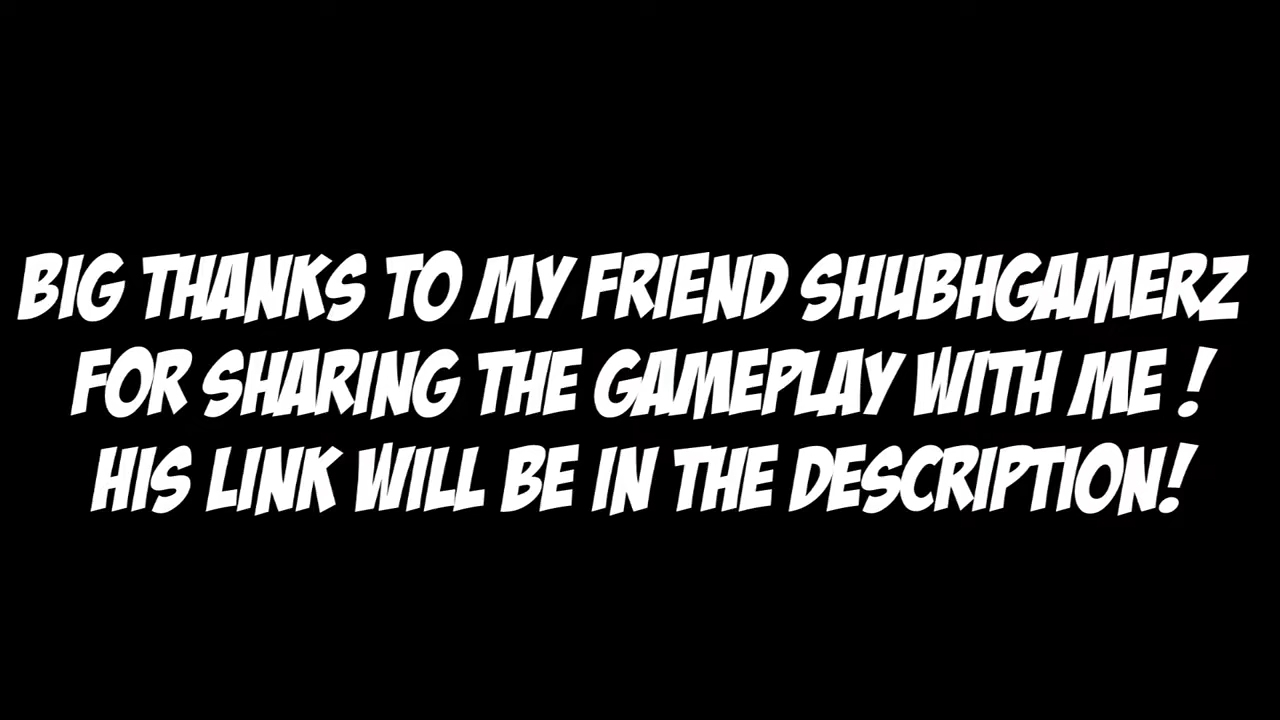 BIG THANKS TO MY FRIEND SHUBHGAMERZ
FOR SHARING THE GAMEPLAY WITH ME !
HIS LINK WILL BE IN THE DESCRIPTION!